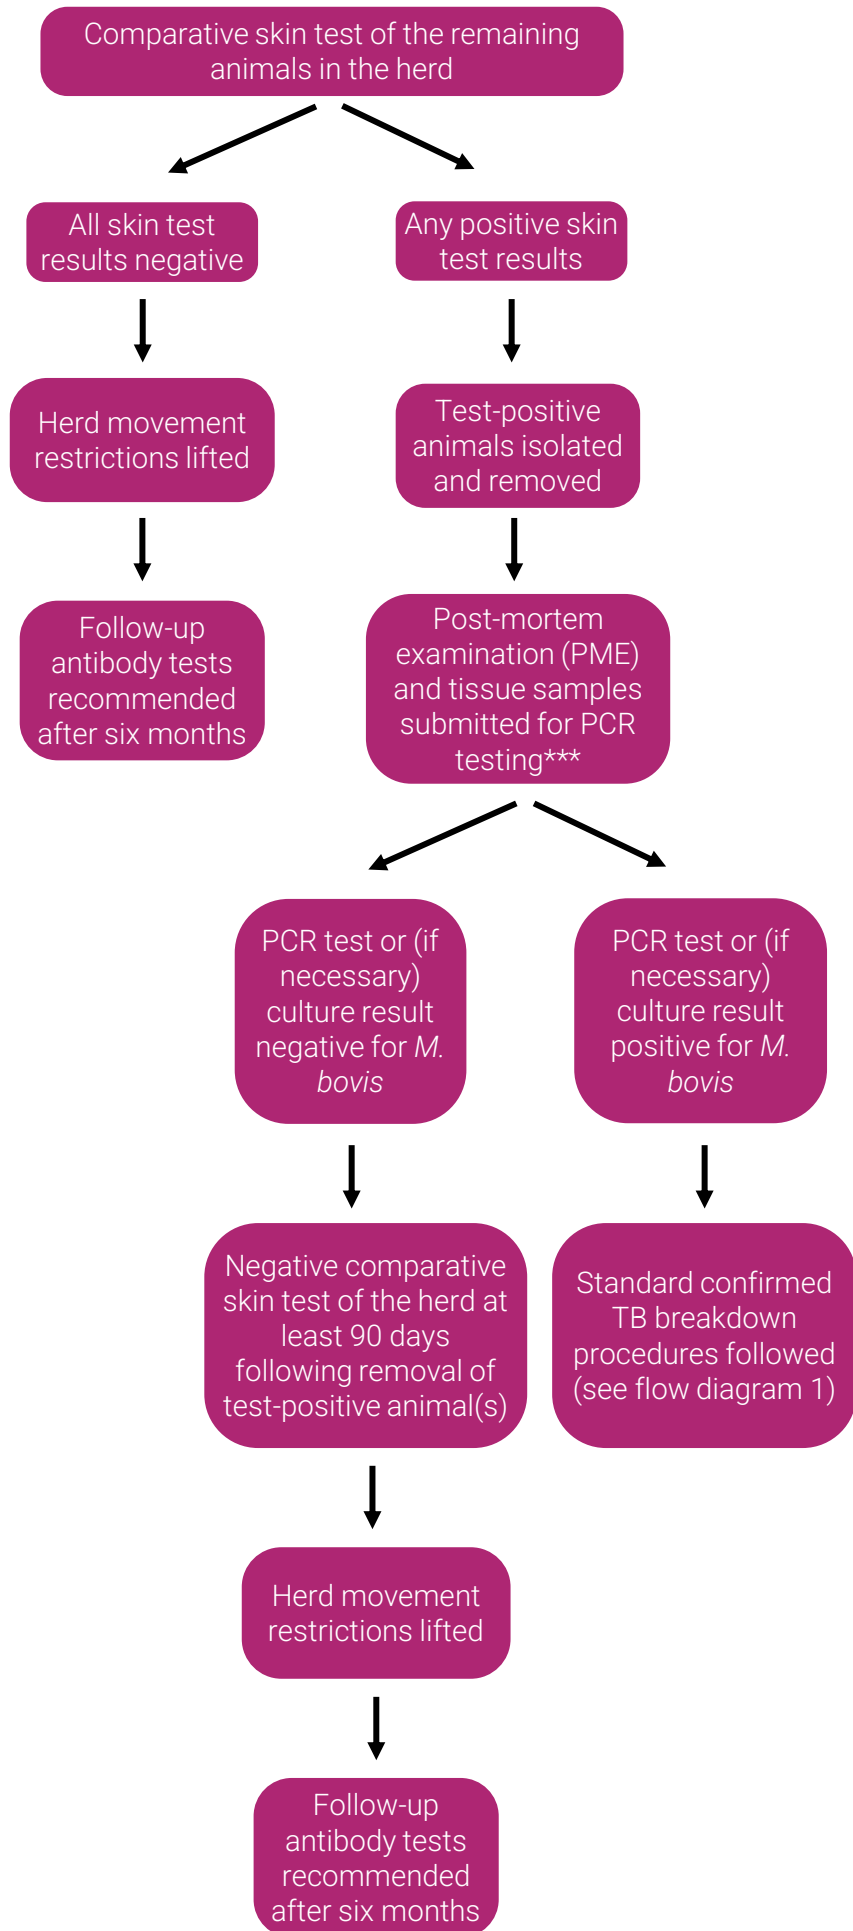 Comparative skin test of the remaining
animals in the herd
All skin test
results negative
Any positive skin
test results
Herd movement
restrictions lifted
Test-positive
animals isolated
and removed
Follow-up
antibody tests
recommended
after six months
Post-mortem
examination (PME)
and tissue samples
submitted for PCR
testing***
PCR test or (if
necessary)
culture result
negative for M.
bovis
PCR test or (if
necessary)
culture result
positive for M.
bovis
Negative comparative
skin test of the herd at
least 90 days
following removal of
test-positive animal(s)
Standard confirmed
TB breakdown
procedures followed
(see flow diagram 1)
Herd movement
restrictions lifted
Follow-up
antibody tests
recommended
after six months